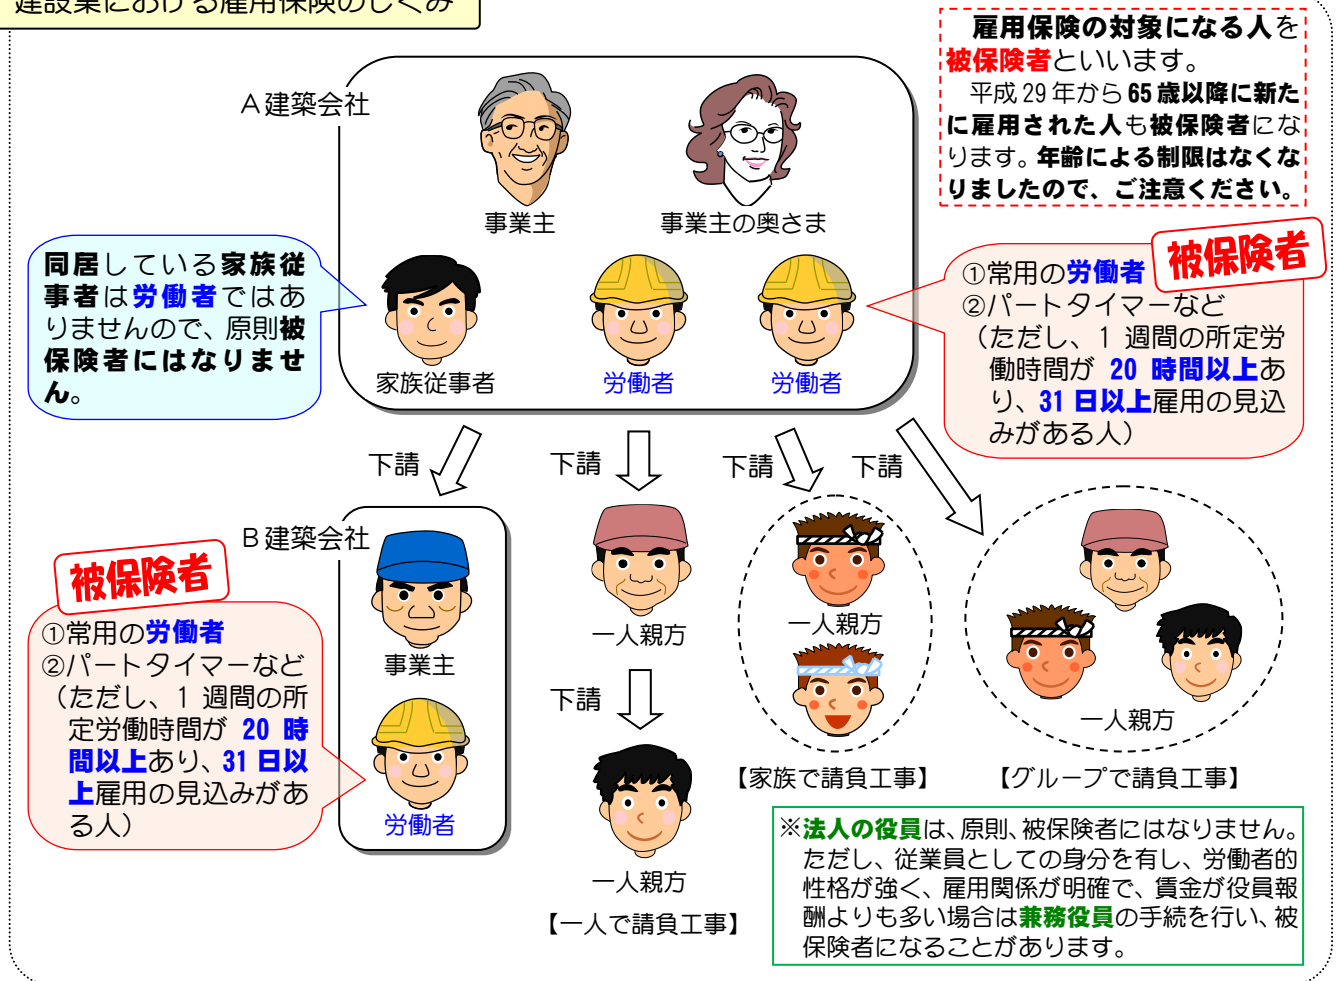 建設業における雇用保険のしくみ
雇用保険の対象になる人を
被保険者といいます。
平成29年から65歳以降に新た
に雇用された人も被保険者にな
ります。年齢による制限はなくな
りましたので、ご注意ください。
A建築会社
事業主
事業主の奥さま
同居している家族従
事者は労働者ではあ
りませんので、原則被
保険者にはなりませ
ん。
家族従事者
労働者
労働者
被保険者
①常用の労働者
②パートタイマーなど
（ただし、1 週間の所定労
働時間が 20 時間以上あ
り、31日以上雇用の見込
みがある人）
下請
下請
下請
下請
B建築会社
事業主
労働者
被保険者
①常用の労働者
②パートタイマーなど
（ただし、1 週間の所
定労働時間が 20 時
間以上あり、31日以
上雇用の見込みがあ
る人）
一人親方
下請
一人親方
【一人で請負工事】
一人親方
【家族で請負工事】
一人親方
【グループで請負工事】
※法人の役員は、原則、被保険者にはなりません。
ただし、従業員としての身分を有し、労働者的
性格が強く、雇用関係が明確で、賃金が役員報
酬よりも多い場合は兼務役員の手続を行い、被
保険者になることがあります。